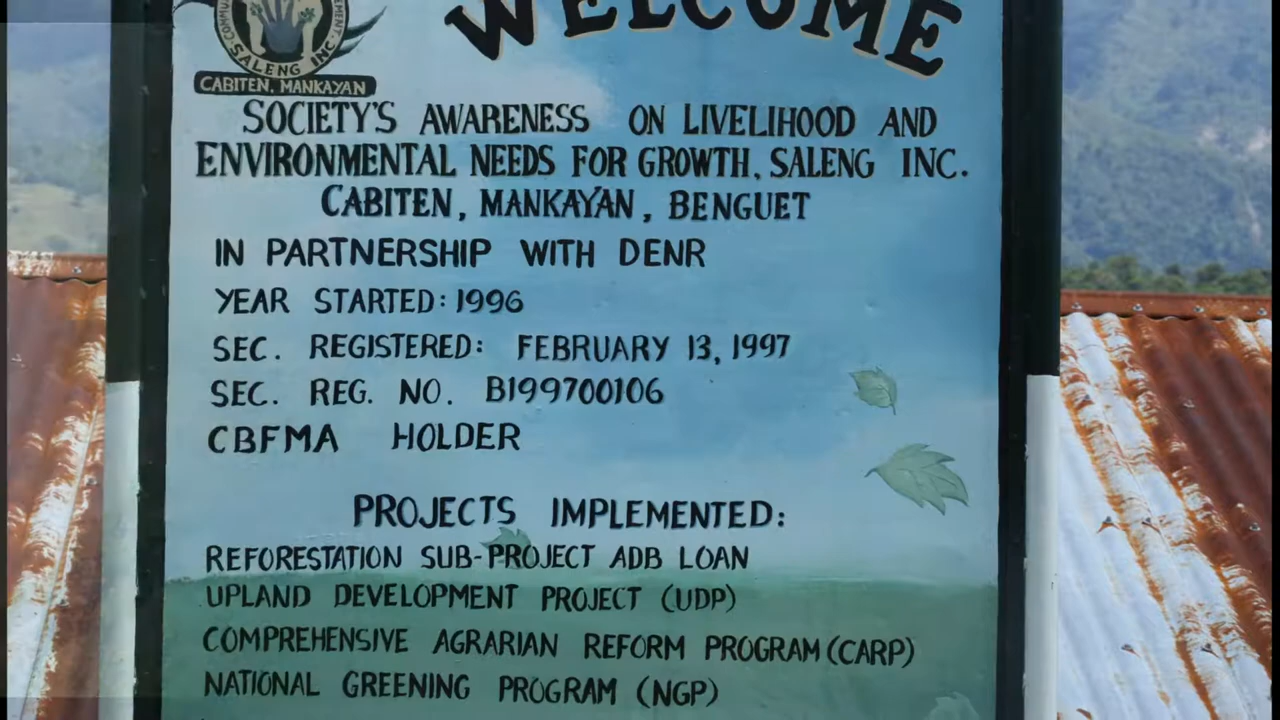 WELCOME
SALENG INC
CABITEN, MANKAYAN
SOCIETY'S AWARENESS ON LIVELIHOOD AND
ENVIRONMENTAL NEEDS FOR GROWTH, SALENG INC.
CABITEN, MANKAYAN, BENGUET
IN PARTNERSHIP WITH DENR
YEAR STARTED: 1996
SEC. REGISTERED: FEBRUARY 13, 1997
SEC. REG. NO. B199700106
CBFMA HOLDER
PROJECTS IMPLEMENTED:
REFORESTATION SUB-PROJECT ADB LOAN
UPLAND DEVELOPMENT PROJECT (UDP)
COMPREHENSIVE AGRARIAN REFORM PROGRAM (CARP)
NATIONAL GREENING PROGRAM (NGP)